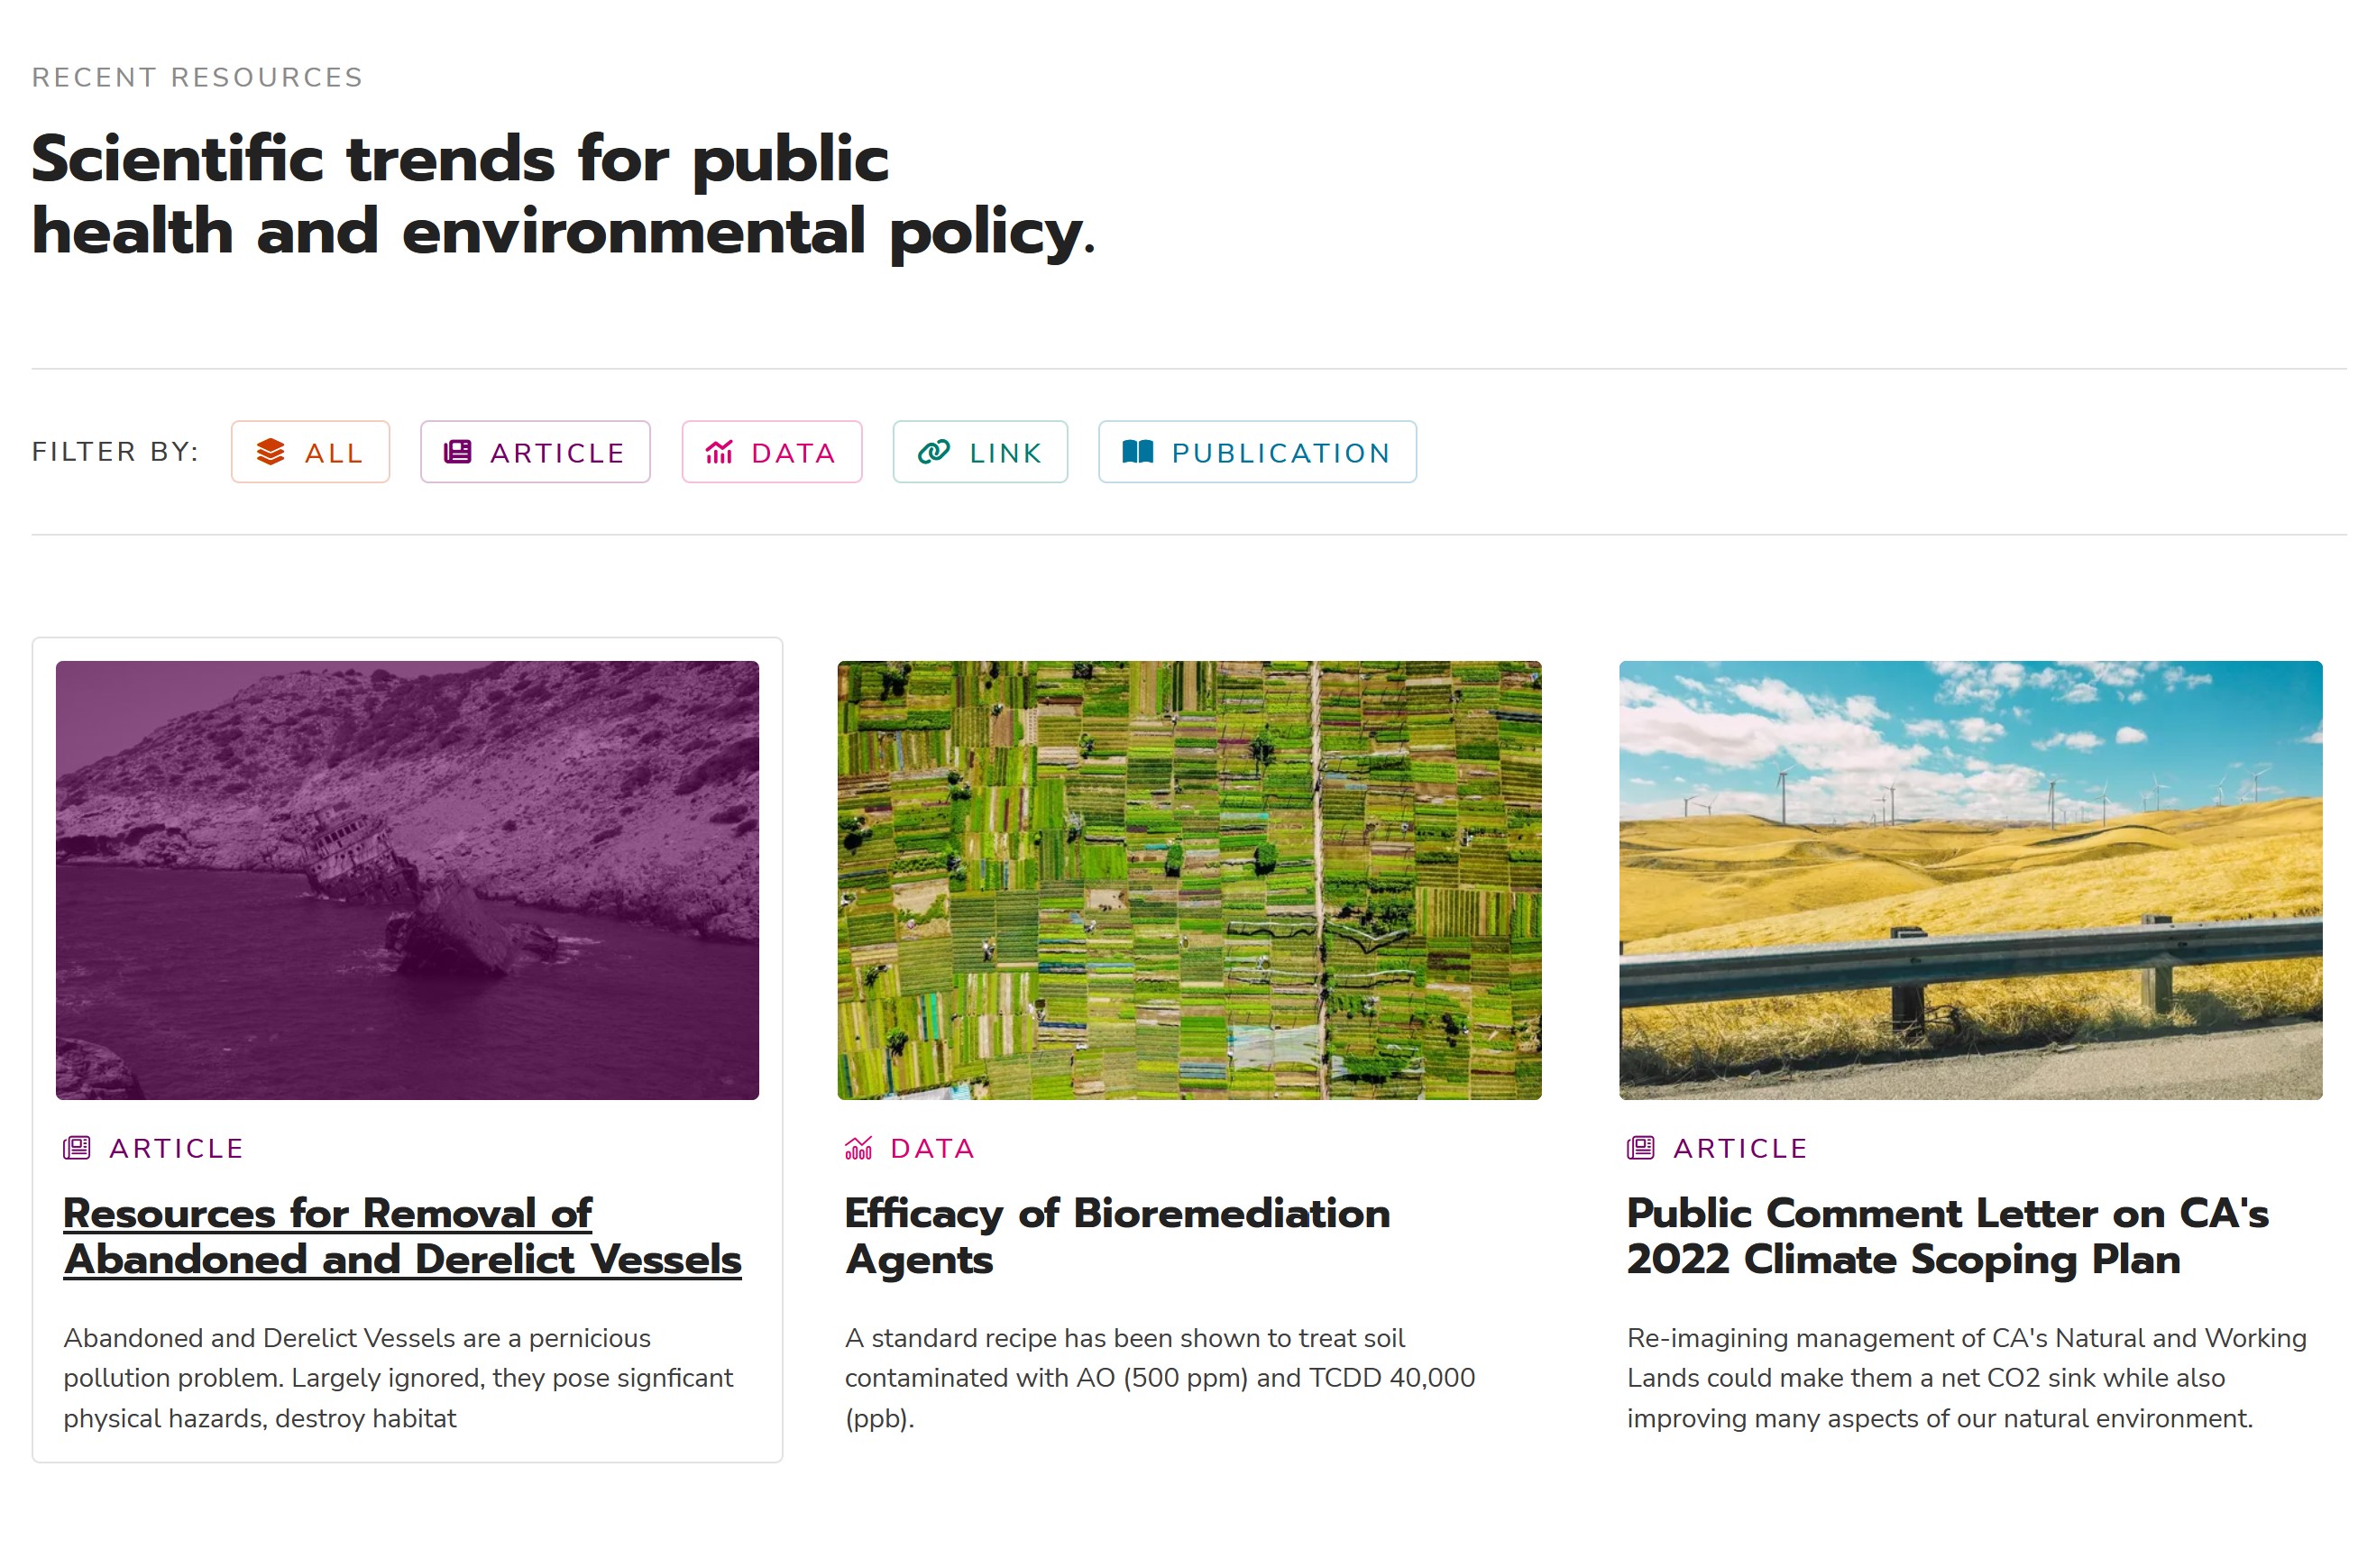 RECENT RESOURCES
Scientific trends for public
health and environmental policy.
FILTER BY:
ALL
ARTICLE
DATA
LINK
PUBLICATION
ARTICLE
Resources for Removal of
Abandoned and Derelict Vessels
Abandoned and Derelict Vessels are a pernicious
pollution problem. Largely ignored, they pose signficant
physical hazards, destroy habitat
DATA
Efficacy of Bioremediation
Agents
A standard recipe has been shown to treat soil
contaminated with AO (500 ppm) and TCDD 40,000
(ppb).
ARTICLE
Public Comment Letter on CA's
2022 Climate Scoping Plan
Re-imagining management of CA's Natural and Working
Lands could make them a net CO2 sink while also
improving many aspects of our natural environment.